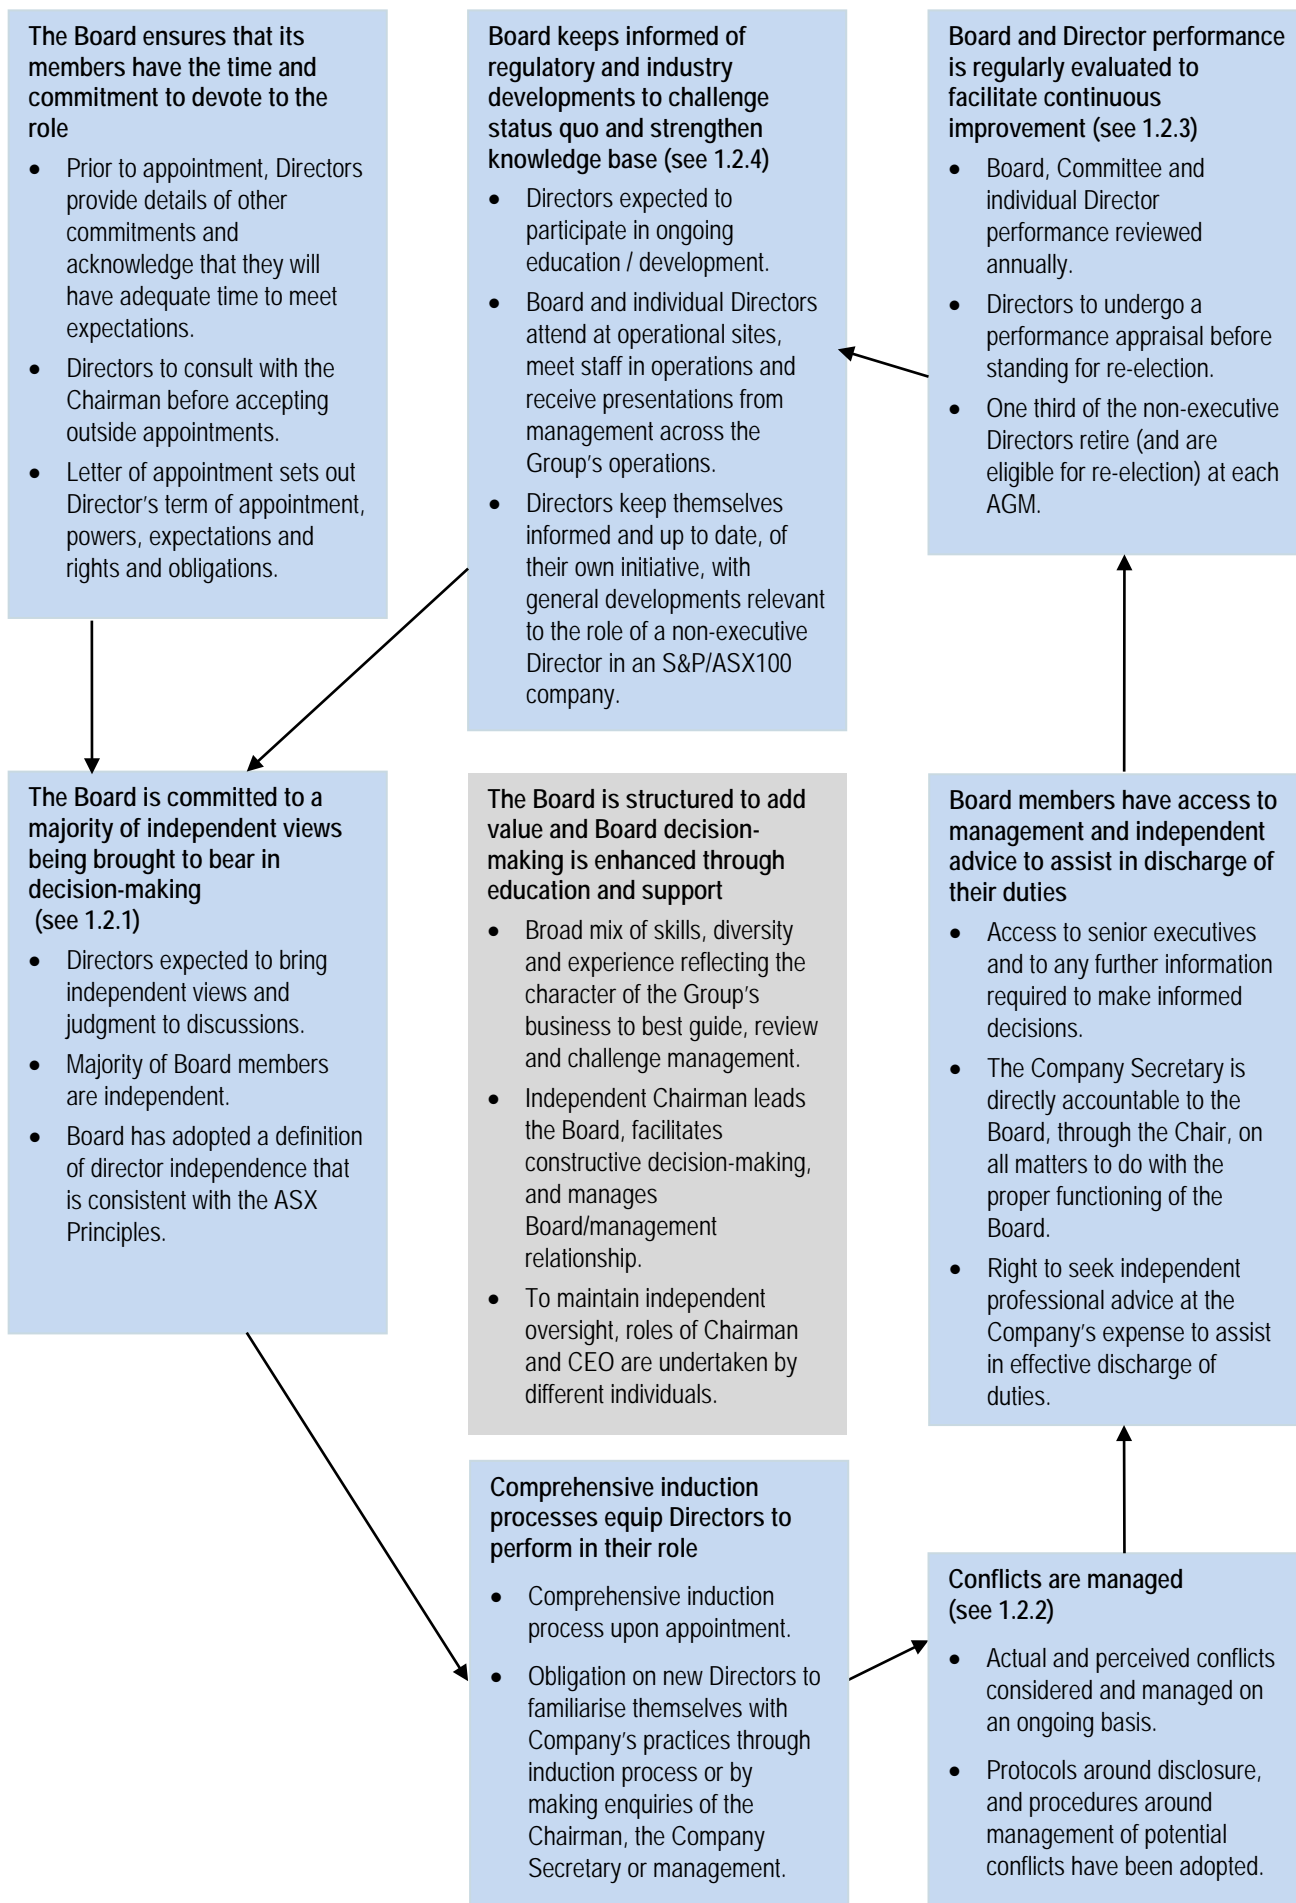 The Board ensures that its
members have the time and
commitment to devote to the
role
• Prior to appointment, Directors
provide details of other
commitments and
acknowledge that they will
have adequate time to meet
expectations.
• Directors to consult with the
Chairman before accepting
outside appointments.
• Letter of appointment sets out
Director’s term of appointment,
powers, expectations and
rights and obligations.
Board keeps informed of
regulatory and industry
developments to challenge
status quo and strengthen
knowledge base (see 1.2.4)
• Directors expected to
participate in ongoing
education / development.
• Board and individual Directors
attend at operational sites,
meet staff in operations and
receive presentations from
management across the
Group’s operations.
• Directors keep themselves
informed and up to date, of
their own initiative, with
general developments relevant
to the role of a non-executive
Director in an S&P/ASX100
company.
Board and Director performance
is regularly evaluated to
facilitate continuous
improvement (see 1.2.3)
• Board, Committee and
individual Director
performance reviewed
annually.
• Directors to undergo a
performance appraisal before
standing for re-election.
• One third of the non-executive
Directors retire (and are
eligible for re-election) at each
AGM.
The Board is committed to a
majority of independent views
being brought to bear in
decision-making
(see 1.2.1)
• Directors expected to bring
independent views and
judgment to discussions.
• Majority of Board members
are independent.
• Board has adopted a definition
of director independence that
is consistent with the ASX
Principles.
The Board is structured to add
value and Board decision-
making is enhanced through
education and support
• Broad mix of skills, diversity
and experience reflecting the
character of the Group’s
business to best guide, review
and challenge management.
• Independent Chairman leads
the Board, facilitates
constructive decision-making,
and manages
Board/management
relationship.
• To maintain independent
oversight, roles of Chairman
and CEO are undertaken by
different individuals.
Board members have access to
management and independent
advice to assist in discharge of
their duties
• Access to senior executives
and to any further information
required to make informed
decisions.
• The Company Secretary is
directly accountable to the
Board, through the Chair, on
all matters to do with the
proper functioning of the
Board.
• Right to seek independent
professional advice at the
Company’s expense to assist
in effective discharge of
duties.
Comprehensive induction
processes equip Directors to
perform in their role
• Comprehensive induction
process upon appointment.
• Obligation on new Directors to
familiarise themselves with
Company’s practices through
induction process or by
making enquiries of the
Chairman, the Company
Secretary or management.
Conflicts are managed
(see 1.2.2)
• Actual and perceived conflicts
considered and managed on
an ongoing basis.
• Protocols around disclosure,
and procedures around
management of potential
conflicts have been adopted.